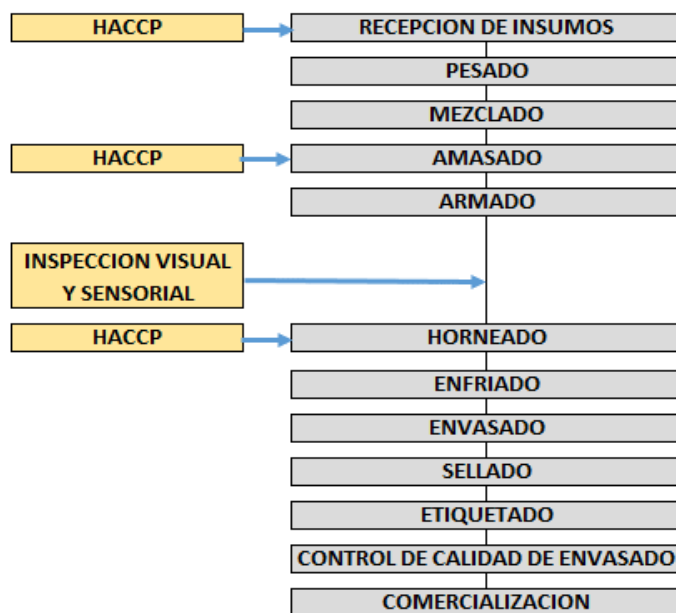 HACCP
RECEPCION DE INSUMOS
PESADO
MEZCLADO
HACCP
AMASADO
ARMADO
INSPECCION VISUAL
Y SENSORIAL
HACCP
HORNEADO
ENFRIADO
ENVASADO
SELLADO
ETIQUETADO
CONTROL DE CALIDAD DE ENVASADO
COMERCIALIZACION